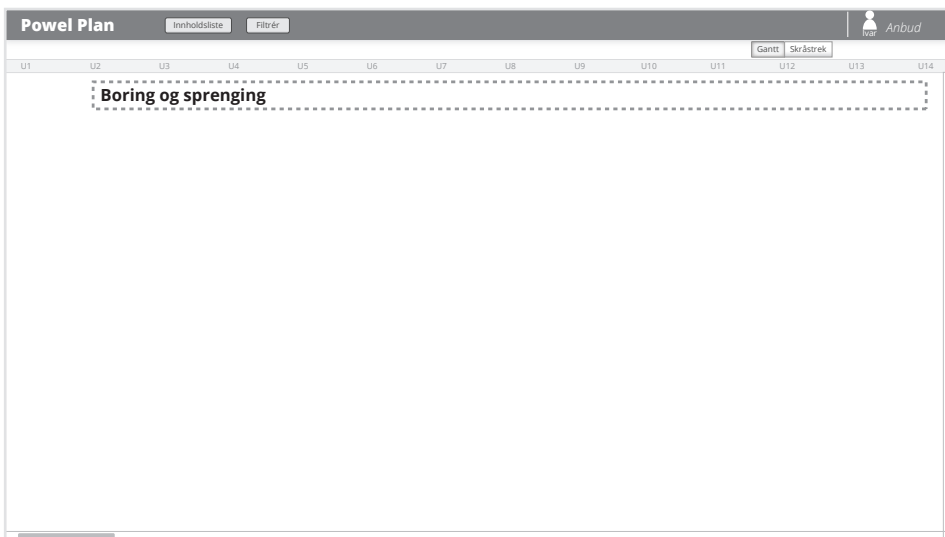 Powel Plan Innholdsliste Filtrér Ivar Anbud
Gantt Skråstrek
U1 U2 U3 U4 U5 U6 U7 U8 U9 U10 U11 U12 U13 U14
Boring og sprenging